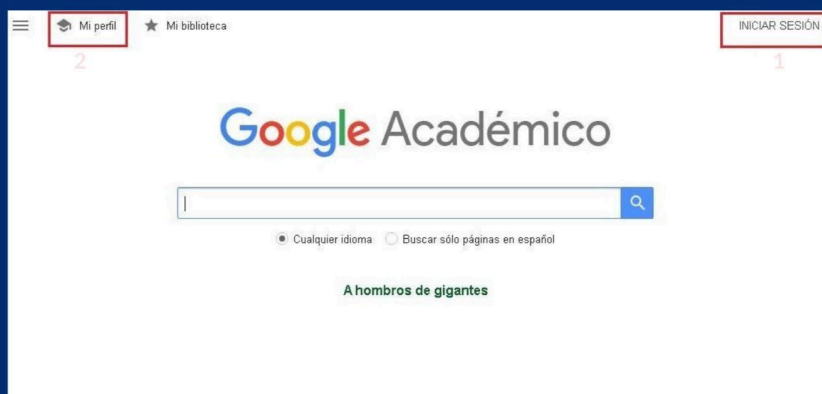 Mi perfil Mi biblioteca INICIAR SESIÓN
2 1
Google Académico
Cualquier idioma Buscar sólo páginas en español
A hombros de gigantes